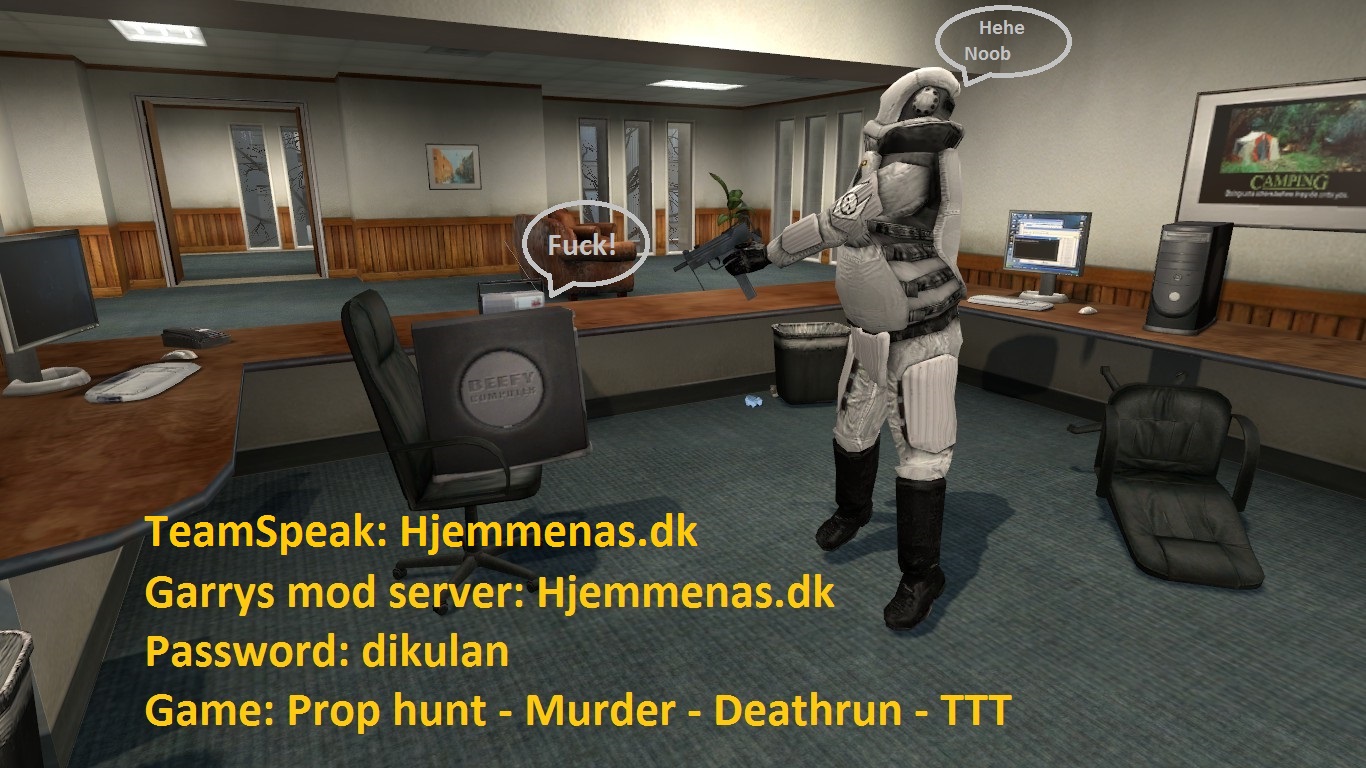 Hehe
Noob
CAMPING
Fuck!
BEEFY
COMPUTER
TeamSpeak: Hjemmenas.dk
Garrys mod server: Hjemmenas.dk
Password: dikulan
Game: Prop hunt - Murder - Deathrun - TTT